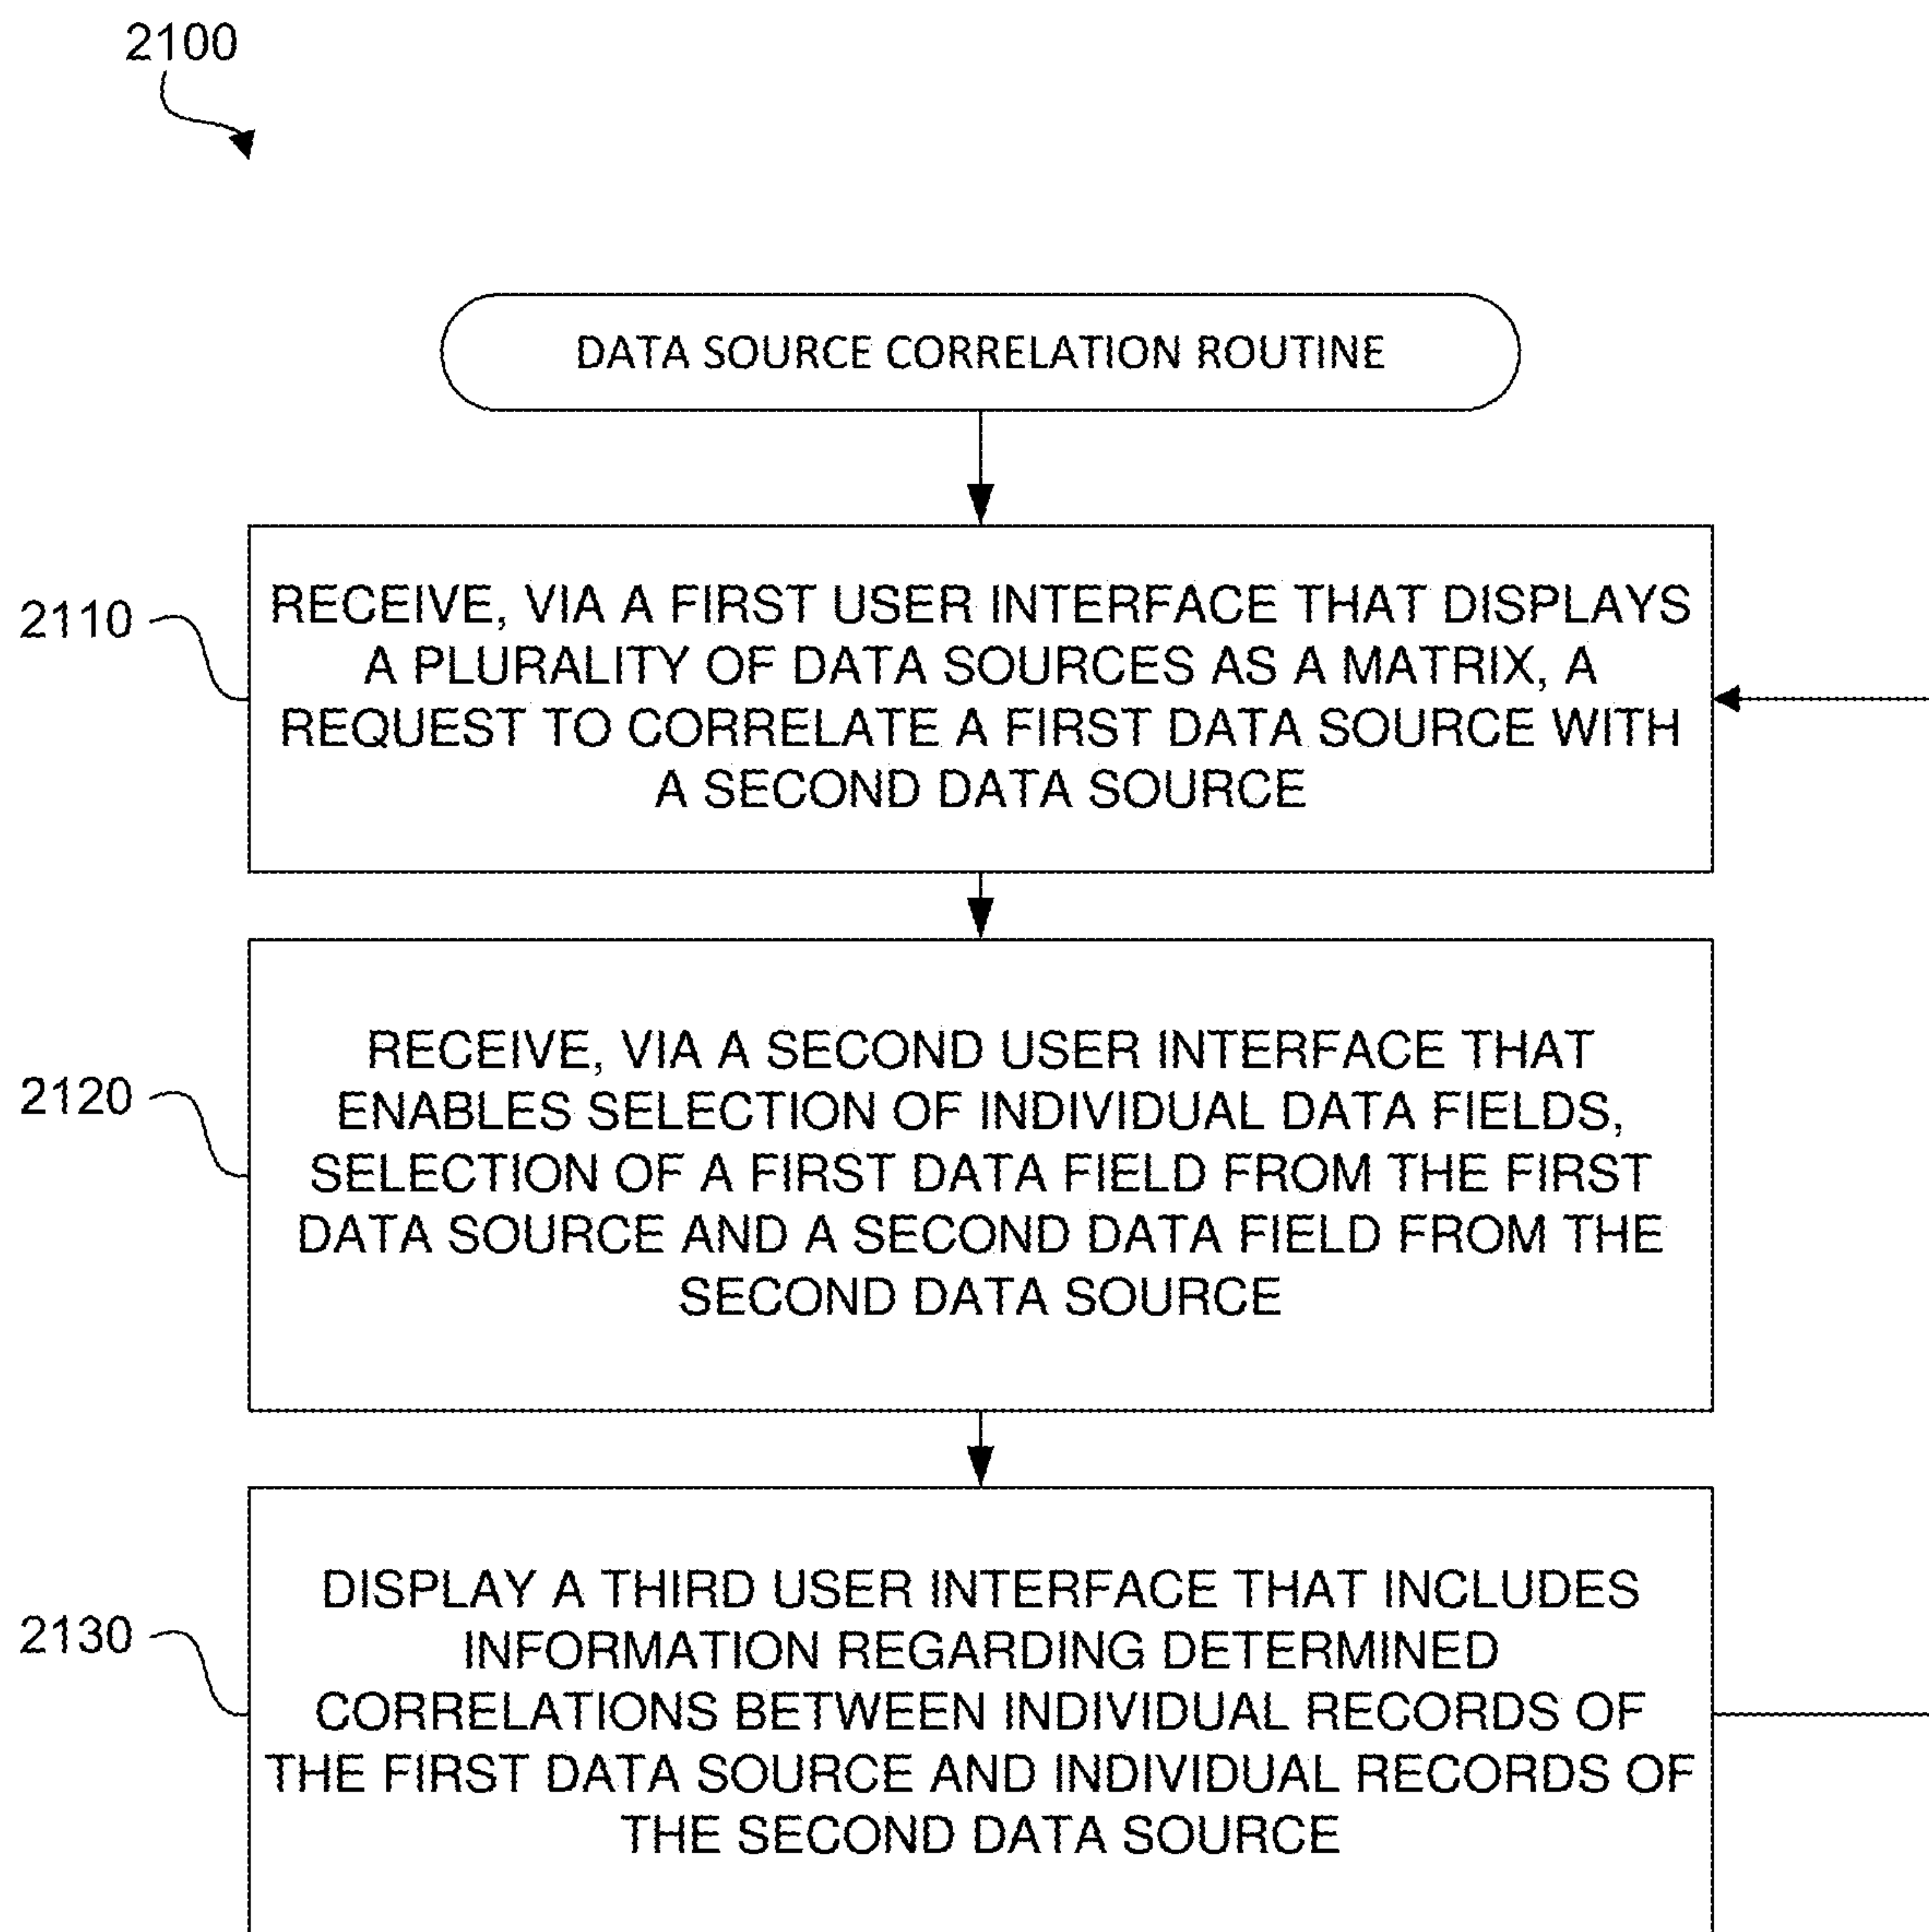 2100
DATA SOURCE CORRELATION ROUTINE
2110
RECEIVE, VIA A FIRST USER INTERFACE THAT DISPLAYS
A PLURALITY OF DATA SOURCES AS A MATRIX, A
REQUEST TO CORRELATE A FIRST DATA SOURCE WITH
A SECOND DATA SOURCE
2120
RECEIVE, VIA A SECOND USER INTERFACE THAT
ENABLES SELECTION OF INDIVIDUAL DATA FIELDS,
SELECTION OF A FIRST DATA FIELD FROM THE FIRST
DATA SOURCE AND A SECOND DATA FIELD FROM THE
SECOND DATA SOURCE
2130
DISPLAY A THIRD USER INTERFACE THAT INCLUDES
INFORMATION REGARDING DETERMINED
CORRELATIONS BETWEEN INDIVIDUAL RECORDS OF
THE FIRST DATA SOURCE AND INDIVIDUAL RECORDS OF
THE SECOND DATA SOURCE